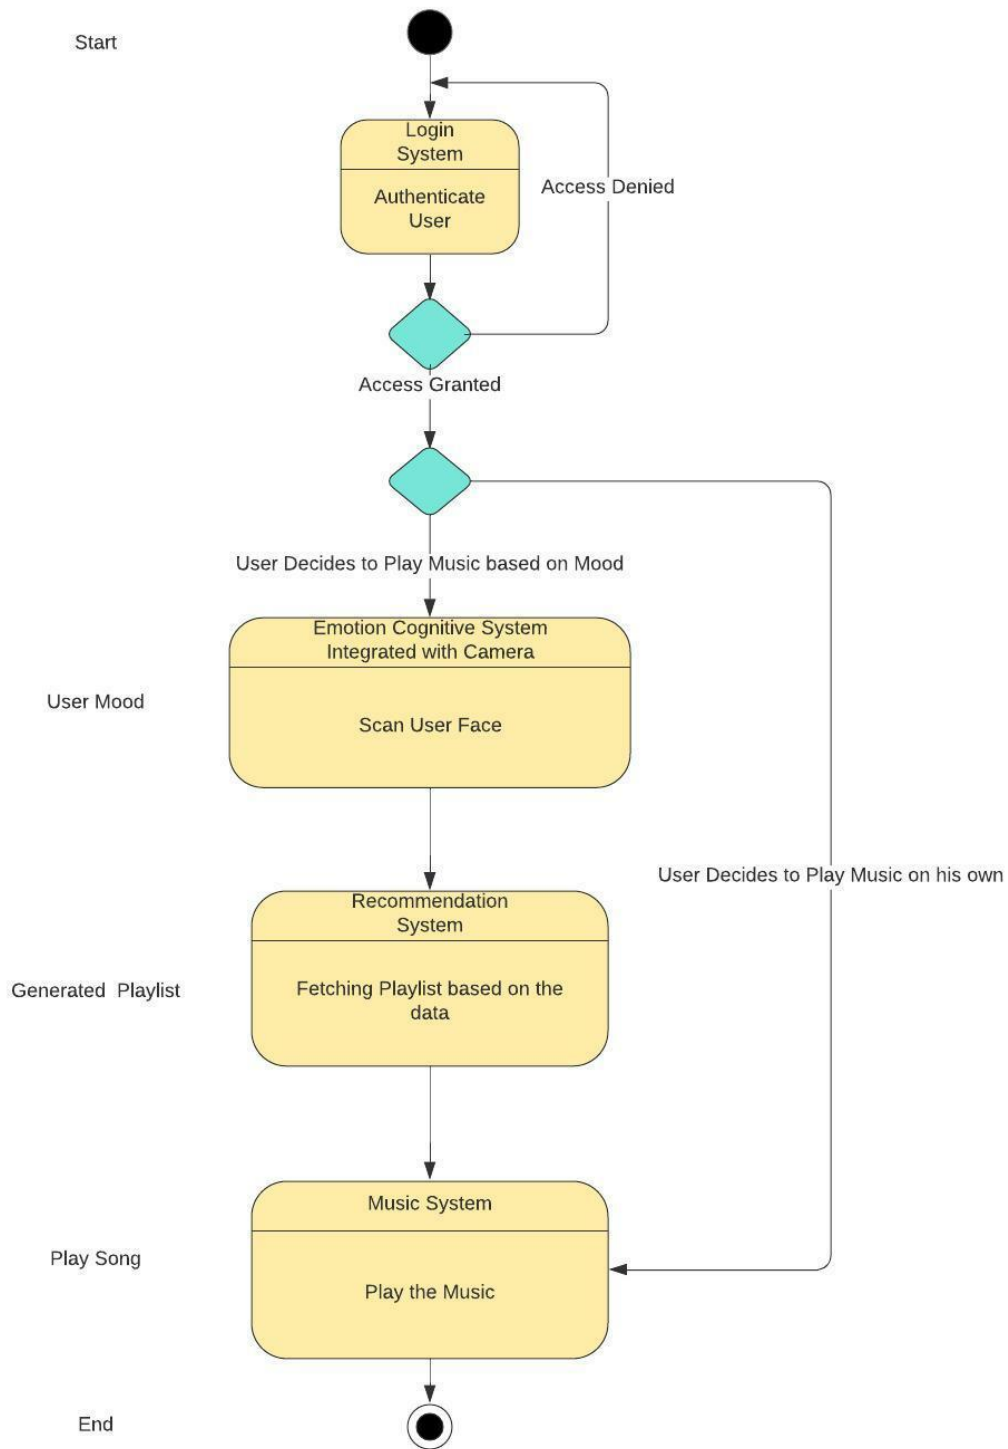 Start
Login
System
Authenticate
User
Access Denied
Access Granted
User Decides to Play Music based on Mood
Emotion Cognitive System
Integrated with Camera
User Mood
Scan User Face
User Decides to Play Music on his own
Recommendation
System
Generated  Playlist
Fetching Playlist based on the
data
Music System
Play Song
Play the Music
End